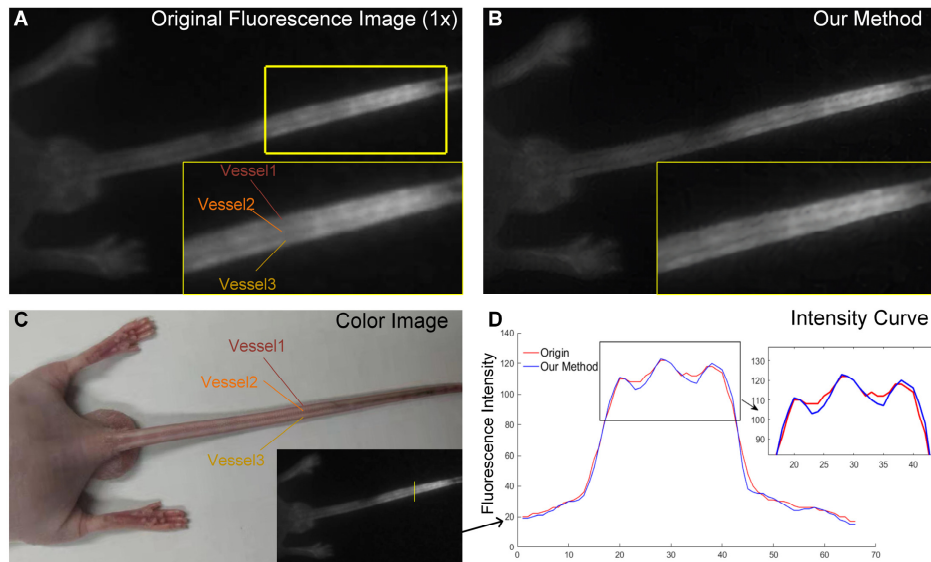 A
Original Fluorescence Image (1x)
Vessel1
Vessel2
Vessel3
B
Our Method
C
Color Image
Vessel1
Vessel2
Vessel3
D
Intensity Curve
Fluorescence Intensity
140
120
100
80
60
40
20
0
0
10
20
30
40
50
60
70
Origin
Our Method
130
120
110
100
90
20
25
30
35
40